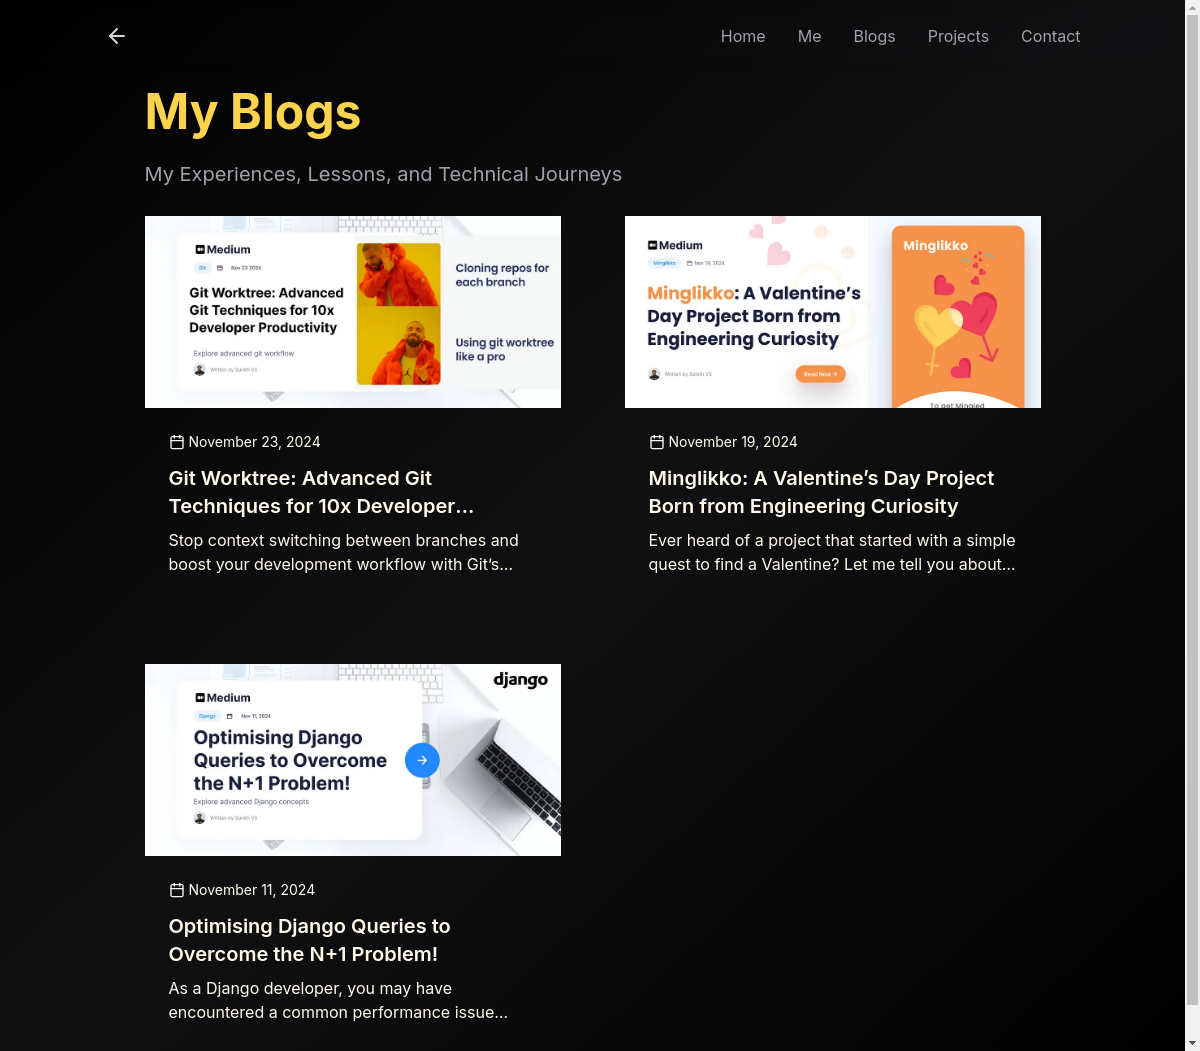 Home Me Blogs Projects Contact
My Blogs
My Experiences, Lessons, and Technical Journeys
Medium
Git Nov 23 2024
Git Worktree: Advanced
Git Techniques for 10x
Developer Productivity
Explore advanced git workflow
Written by Sunith VS
Cloning repos for
each branch
Using git worktree
like a pro
November 23, 2024
Git Worktree: Advanced Git
Techniques for 10x Developer…
Stop context switching between branches and
boost your development workflow with Git’s…
Medium
Minglikko Nov 19, 2024
Minglikko: A Valentine’s
Day Project Born from
Engineering Curiosity
Written by Sunith VS
Read Now →
Minglikko
To get Mingled
November 19, 2024
Minglikko: A Valentine’s Day Project
Born from Engineering Curiosity
Ever heard of a project that started with a simple
quest to find a Valentine? Let me tell you about…
django
Medium
Django Nov 11, 2024
Optimising Django
Queries to Overcome
the N+1 Problem!
Explore advanced Django concepts
Written by Sunith VS
November 11, 2024
Optimising Django Queries to
Overcome the N+1 Problem!
As a Django developer, you may have
encountered a common performance issue…